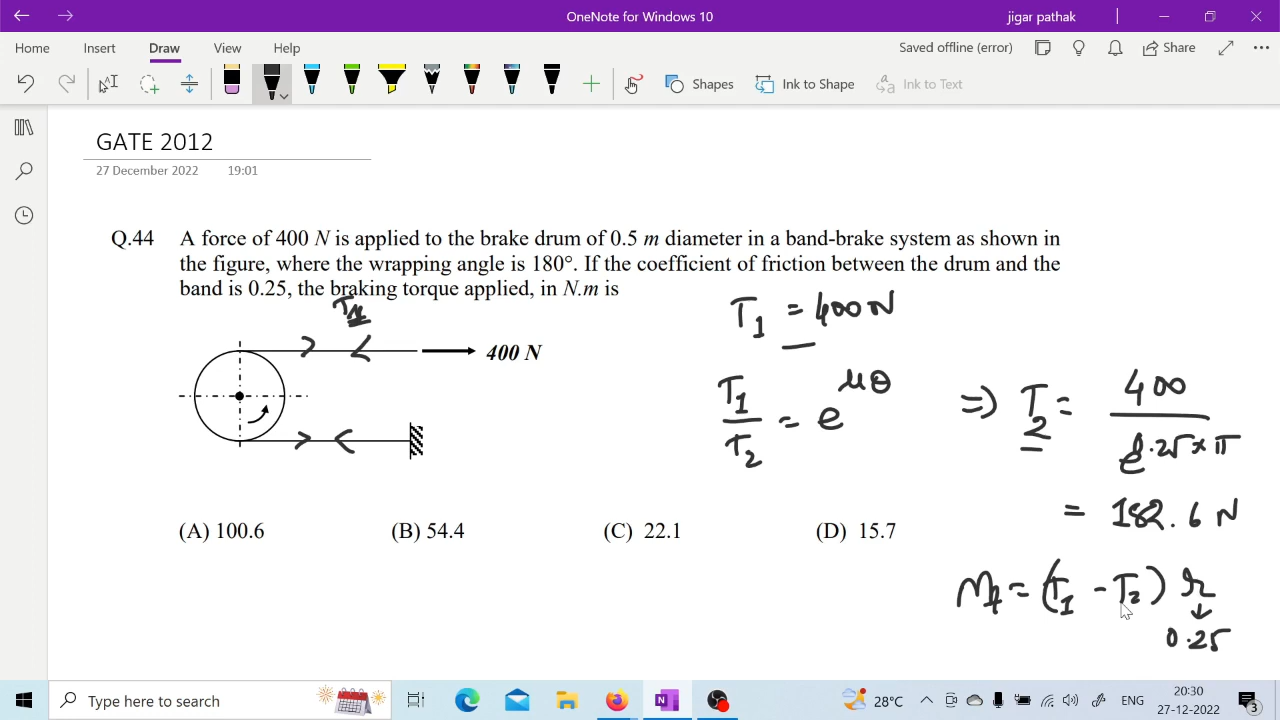 OneNote for Windows 10
jigar pathak
Home Insert Draw View Help
Saved offline (error)
Share
Shapes
Ink to Shape
Ink to Text
GATE 2012
27 December 2022 19:01
Q.44 A force of 400 N is applied to the brake drum of 0.5 m diameter in a band-brake system as shown in
the figure, where the wrapping angle is 180°. If the coefficient of friction between the drum and the
band is 0.25, the braking torque applied, in N.m is
T₁ = 400 N
400 N
T₁/T₂ = e^μθ
=> T₂ = 400/e^0.25×π
= 182.6 N
(A) 100.6 (B) 54.4 (C) 22.1 (D) 15.7
Mt = (T₁ - T₂) r
↓
0.25
Type here to search
28°C
ENG
20:30
27-12-2022
3